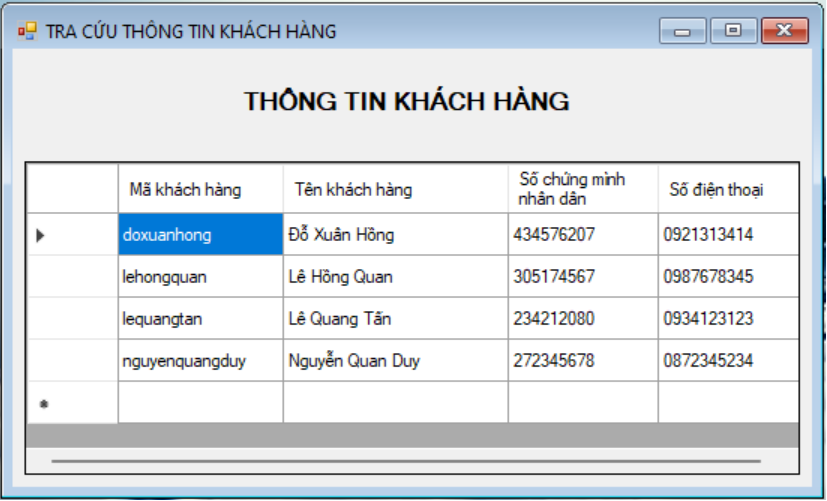 TRA CỨU THÔNG TIN KHÁCH HÀNG
THÔNG TIN KHÁCH HÀNG
Mã khách hàng Tên khách hàng Số chứng minh nhân dân Số điện thoại
doxuanhong Đỗ Xuân Hồng 434576207 0921313414
lehongquan Lê Hồng Quan 305174567 0987678345
lequangtan Lê Quang Tấn 234212080 0934123123
nguyenquangduy Nguyễn Quan Duy 272345678 0872345234